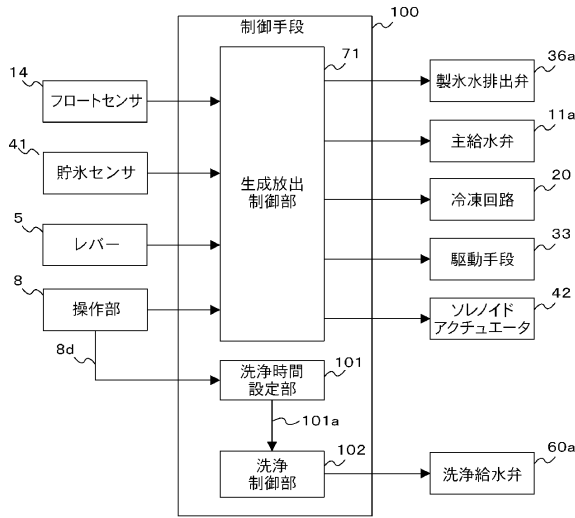 100
制御手段
14
フロートセンサ
41
貯氷センサ
5
レバー
8
操作部
8d
71
生成放出
制御部
36a
製氷水排出弁
11a
主給水弁
20
冷凍回路
33
駆動手段
42
ソレノイド
アクチュエータ
101
洗浄時間
設定部
101a
102
洗浄
制御部
60a
洗浄給水弁